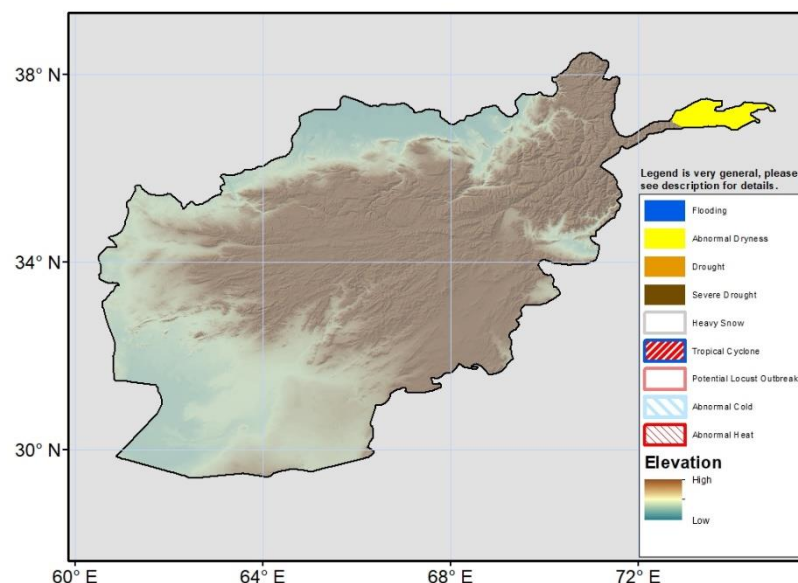 38° N
34° N
30° N
60° E
64° E
68° E
72° E
Legend is very general, please
see description for details.
Flooding
Abnormal Dryness
Drought
Severe Drought
Heavy Snow
Tropical Cyclone
Potential Locust Outbreak
Abnormal Cold
Abnormal Heat
Elevation
High
Low